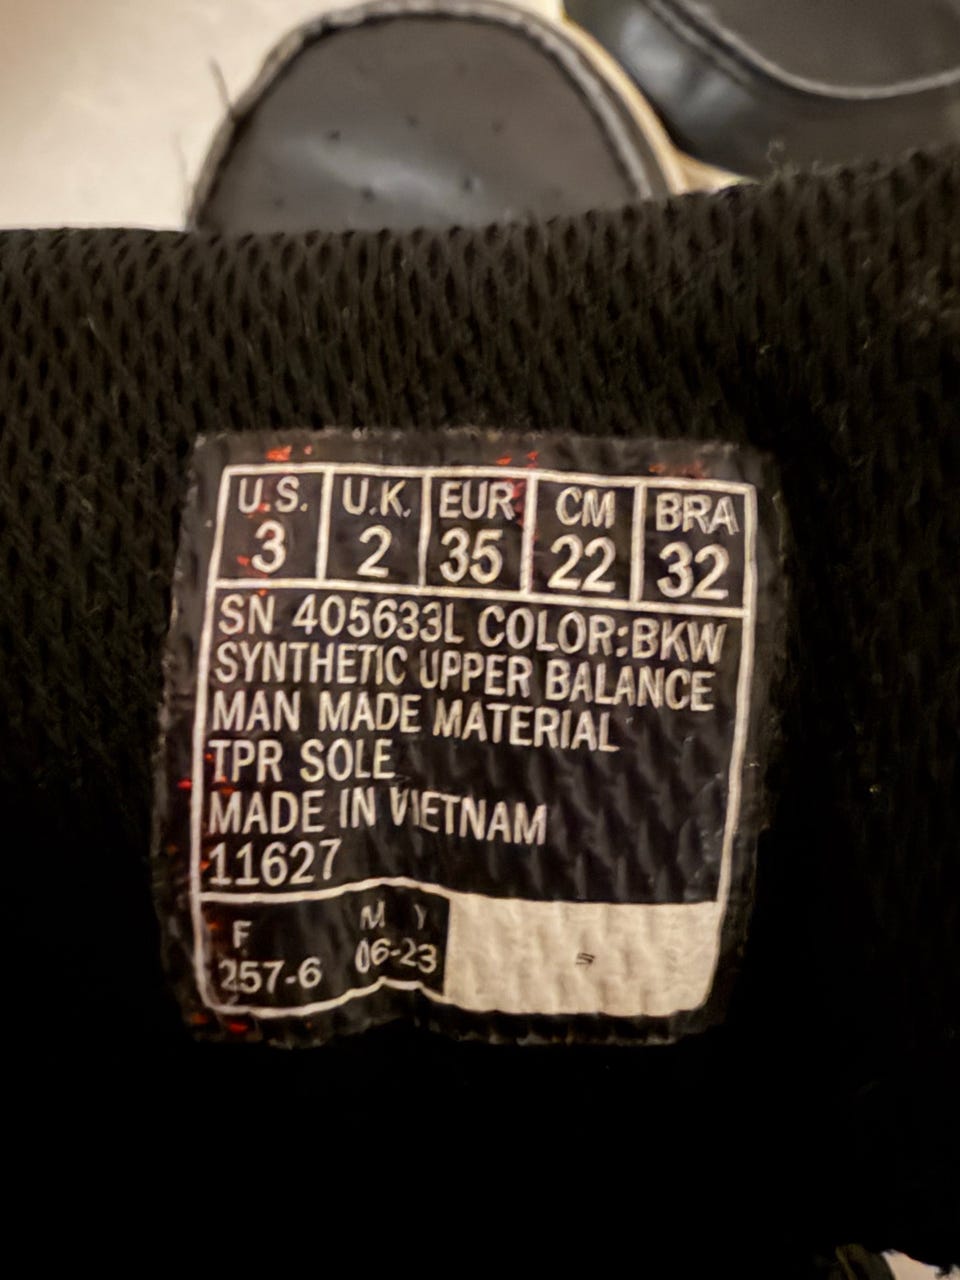 U.S. U.K. EUR CM BRA
3 2 35 22 32
SN 405633L COLOR:BKW
SYNTHETIC UPPER BALANCE
MAN MADE MATERIAL
TPR SOLE
MADE IN VIETNAM
11627
F M Y
257-6 06-23